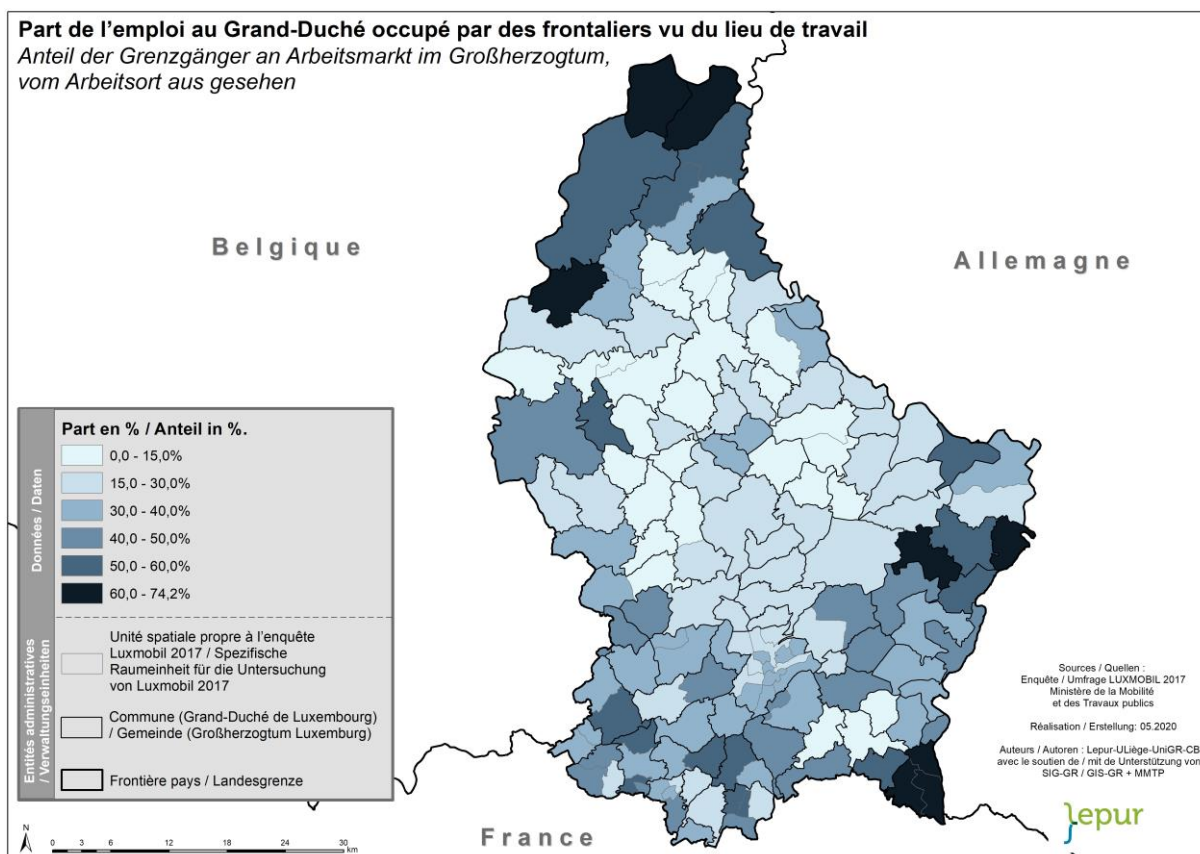 Part de l'emploi au Grand-Duché occupé par des frontaliers vu du lieu de travail
Anteil der Grenzgänger an Arbeitsmarkt im Großherzogtum,
vom Arbeitsort aus gesehen
Belgique
Allemagne
Données / Daten
Part en % / Anteil in %.
0,0 - 15,0%
15,0 - 30,0%
30,0 - 40,0%
40,0 - 50,0%
50,0 - 60,0%
60,0 - 74,2%
Entités administratives
/ Verwaltungseinheiten
Unité spatiale propre à l'enquête
Luxmobil 2017 / Spezifische
Raumeinheit für die Untersuchung
von Luxmobil 2017
Commune (Grand-Duché de Luxembourg)
/ Gemeinde (Großherzogtum Luxemburg)
Frontière pays / Landesgrenze
Sources / Quellen :
Enquête / Umfrage LUXMOBIL 2017
Ministère de la Mobilité
et des Travaux publics
Réalisation / Erstellung: 05.2020
Auteurs / Autoren : Lepur-ULiège-UniGR-CBS
avec le soutien de / mit de Unterstützung von
SIG-GR / GIS-GR + MMTP
lepur
France
N
0 3 6 12 18 24 30
km